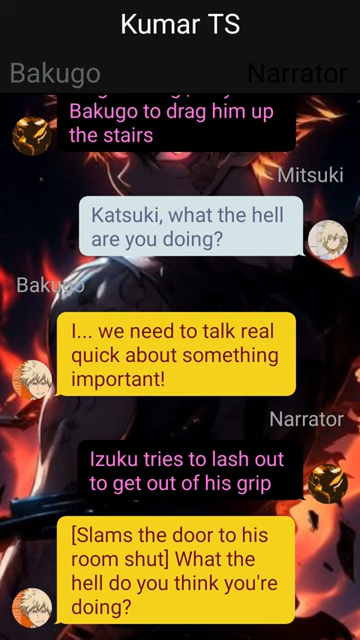 Kumar TS
Bakugo
Narrator
Bakugo to drag him up
the stairs
Mitsuki
Katsuki, what the hell
are you doing?
Bakugo
I... we need to talk real
quick about something
important!
Narrator
Izuku tries to lash out
to get out of his grip
[Slams the door to his
room shut] What the
hell do you think you're
doing?